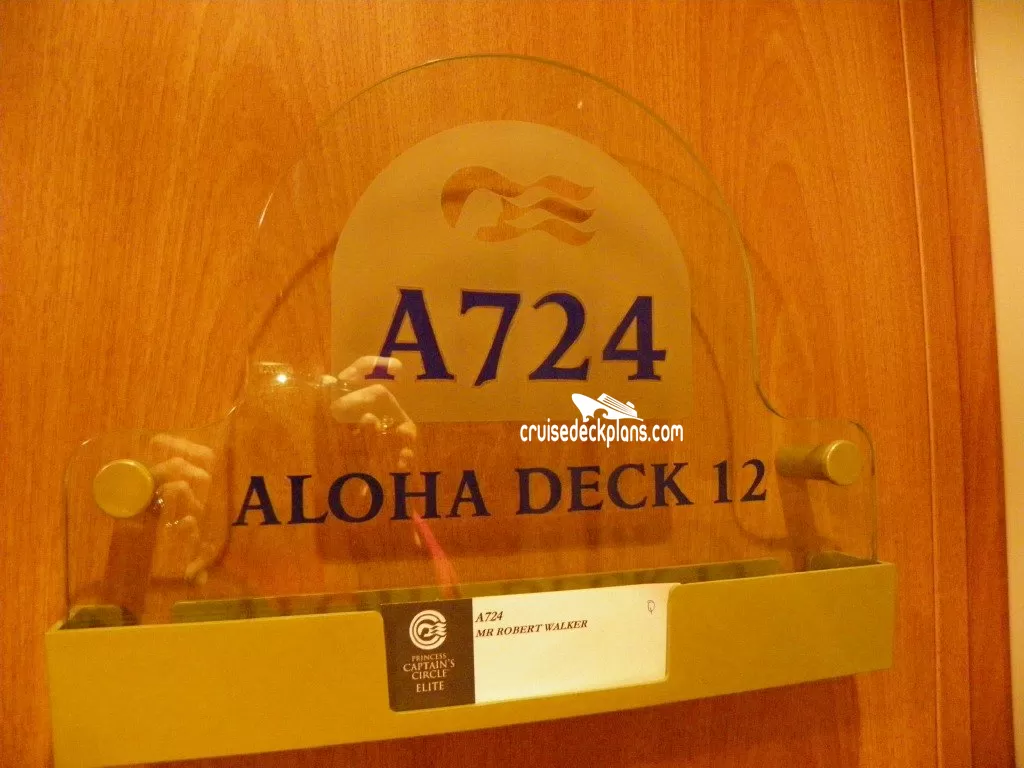 A724
cruisedeckplans.com
ALOHA DECK 12
A724
MR ROBERT WALKER
PRINCESS
CAPTAIN'S
CIRCLE
ELITE